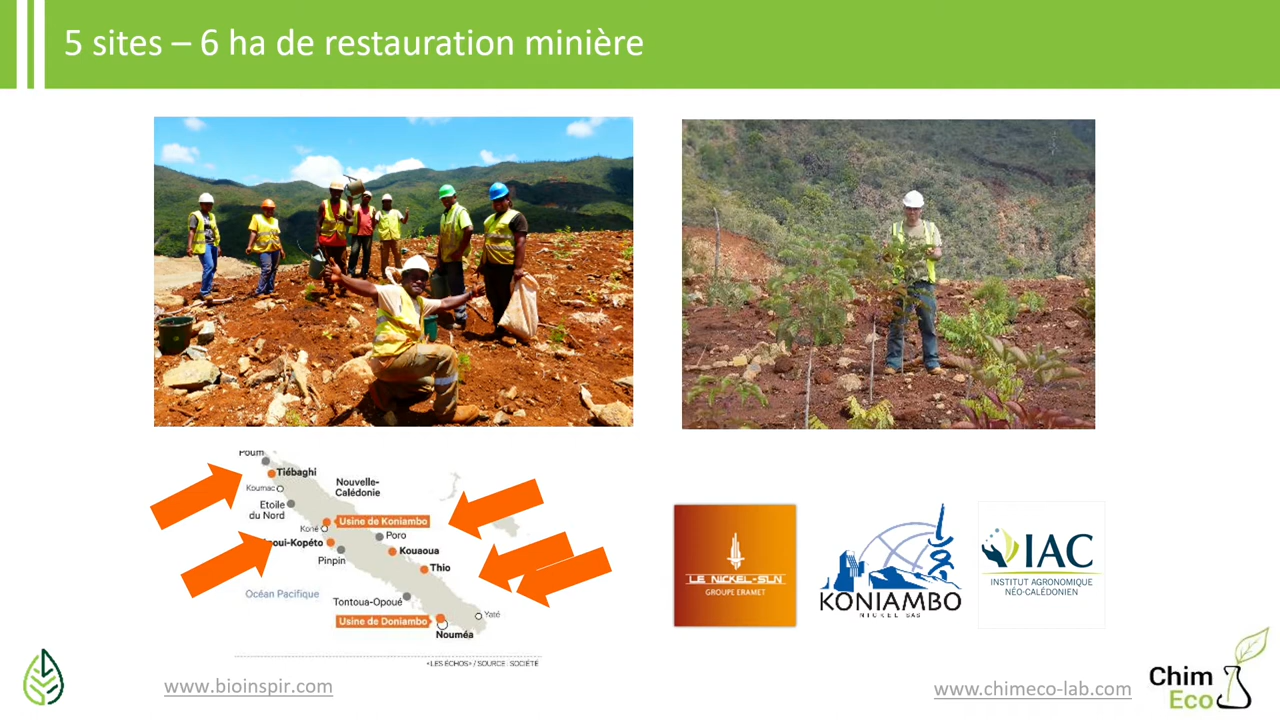 5 sites – 6 ha de restauration minière
Poum
Tiébaghi
Koumac
Nouvelle-
Calédonie
Etoile
du Nord
Usine de Koniambo
Koné
Poro
Kouaoua
Pinpin
Thio
Océan Pacifique
Tontoua-Opoué
Yaté
Usine de Doniambo
Nouméa
«LES ÉCHOS» / SOURCE : SOCIÉTÉ
LE NICKEL-SLN
GROUPE ERAMET
KONIAMBO
NICKEL SAS
IAC
INSTITUT AGRONOMIQUE
NÉO-CALÉDONIEN
www.bioinspir.com
www.chimeco-lab.com
Chim
Eco